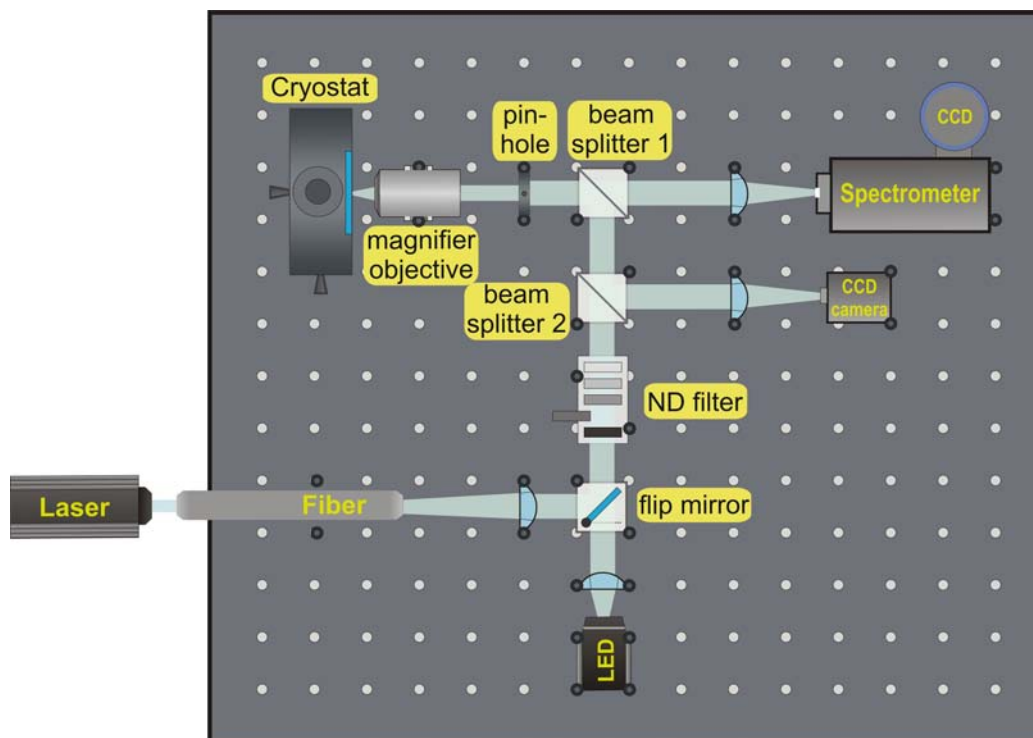 Cryostat
pin-
hole
beam
splitter 1
CCD
Spectrometer
magnifier
objective
beam
splitter 2
CCD
camera
ND filter
Laser
Fiber
flip mirror
LED